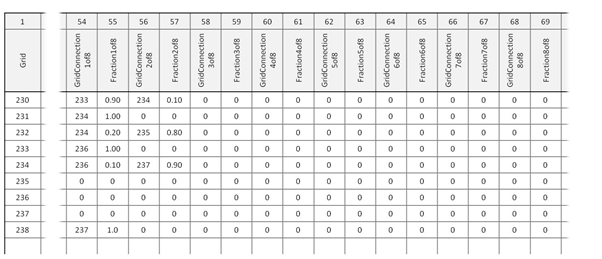 1 54 55 56 57 58 59 60 61 62 63 64 65 66 67 68 69
Grid GridConnection 1of8 Fraction1of8 GridConnection 2of8 Fraction2of8 GridConnection 3of8 Fraction3of8 GridConnection 4of8 Fraction4of8 GridConnection 5of8 Fraction5of8 GridConnection 6of8 Fraction6of8 GridConnection 7of8 Fraction7of8 GridConnection 8of8 Fraction8of8
230 233 0.90 234 0.10 0 0 0 0 0 0 0 0 0 0 0 0
231 234 1.00 0 0 0 0 0 0 0 0 0 0 0 0 0 0
232 234 0.20 235 0.80 0 0 0 0 0 0 0 0 0 0 0 0
233 236 1.00 0 0 0 0 0 0 0 0 0 0 0 0 0 0
234 236 0.10 237 0.90 0 0 0 0 0 0 0 0 0 0 0 0
235 0 0 0 0 0 0 0 0 0 0 0 0 0 0 0 0
236 0 0 0 0 0 0 0 0 0 0 0 0 0 0 0 0
237 0 0 0 0 0 0 0 0 0 0 0 0 0 0 0 0
238 237 1.0 0 0 0 0 0 0 0 0 0 0 0 0 0 0